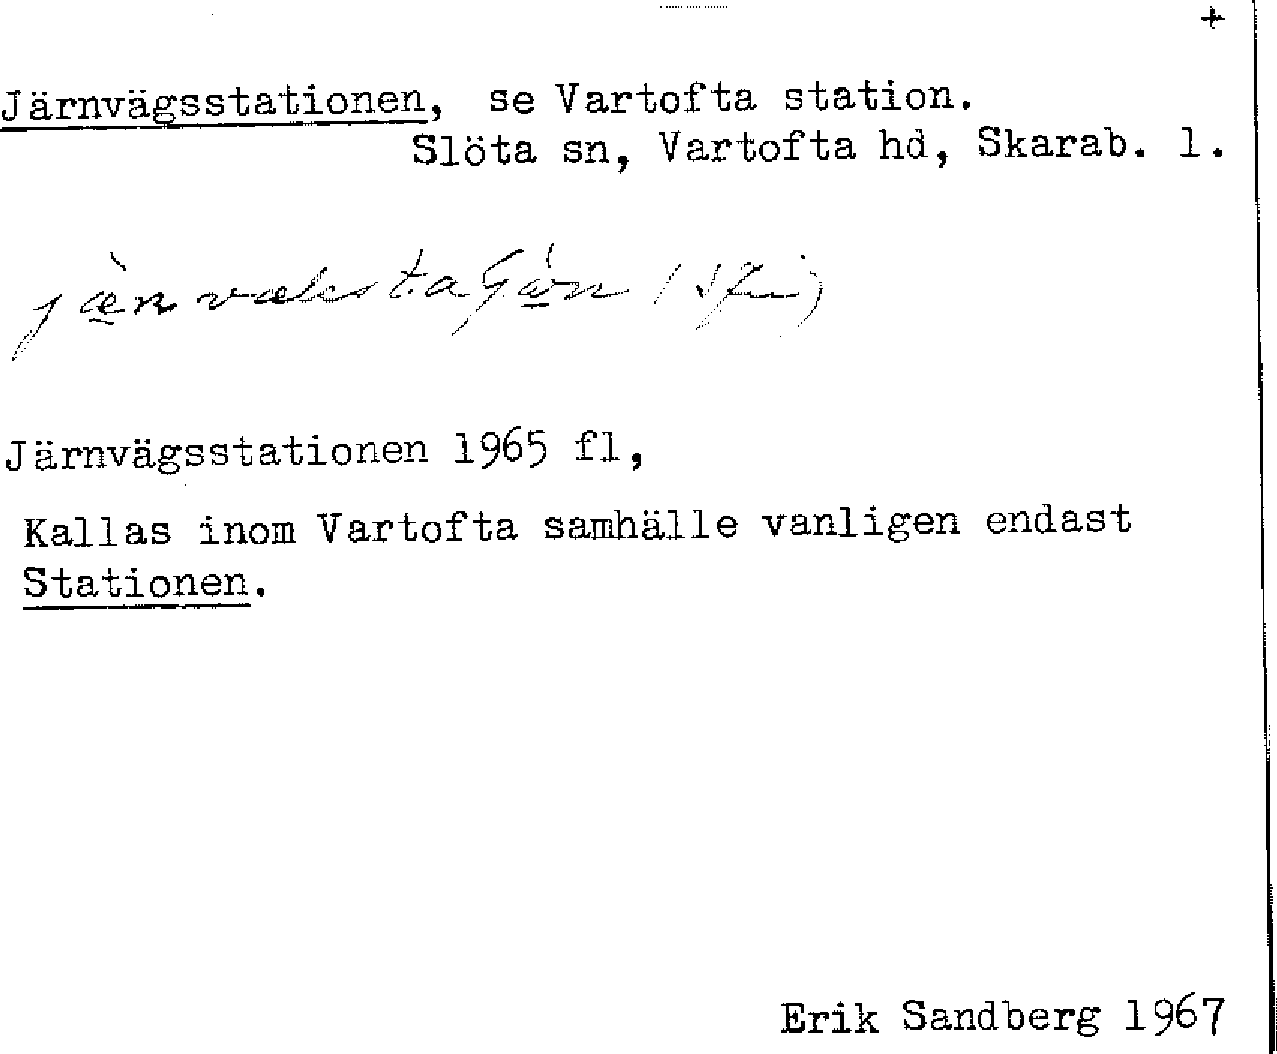 +
Järnvägsstationen, se Vartofta station.
Slöta sn, Vartofta hd, Skarab. l.
Järnvägsstationen 1965 fl,
Kallas inom Vartofta samhälle vanligen endast
Stationen.
Erik Sandberg 1967